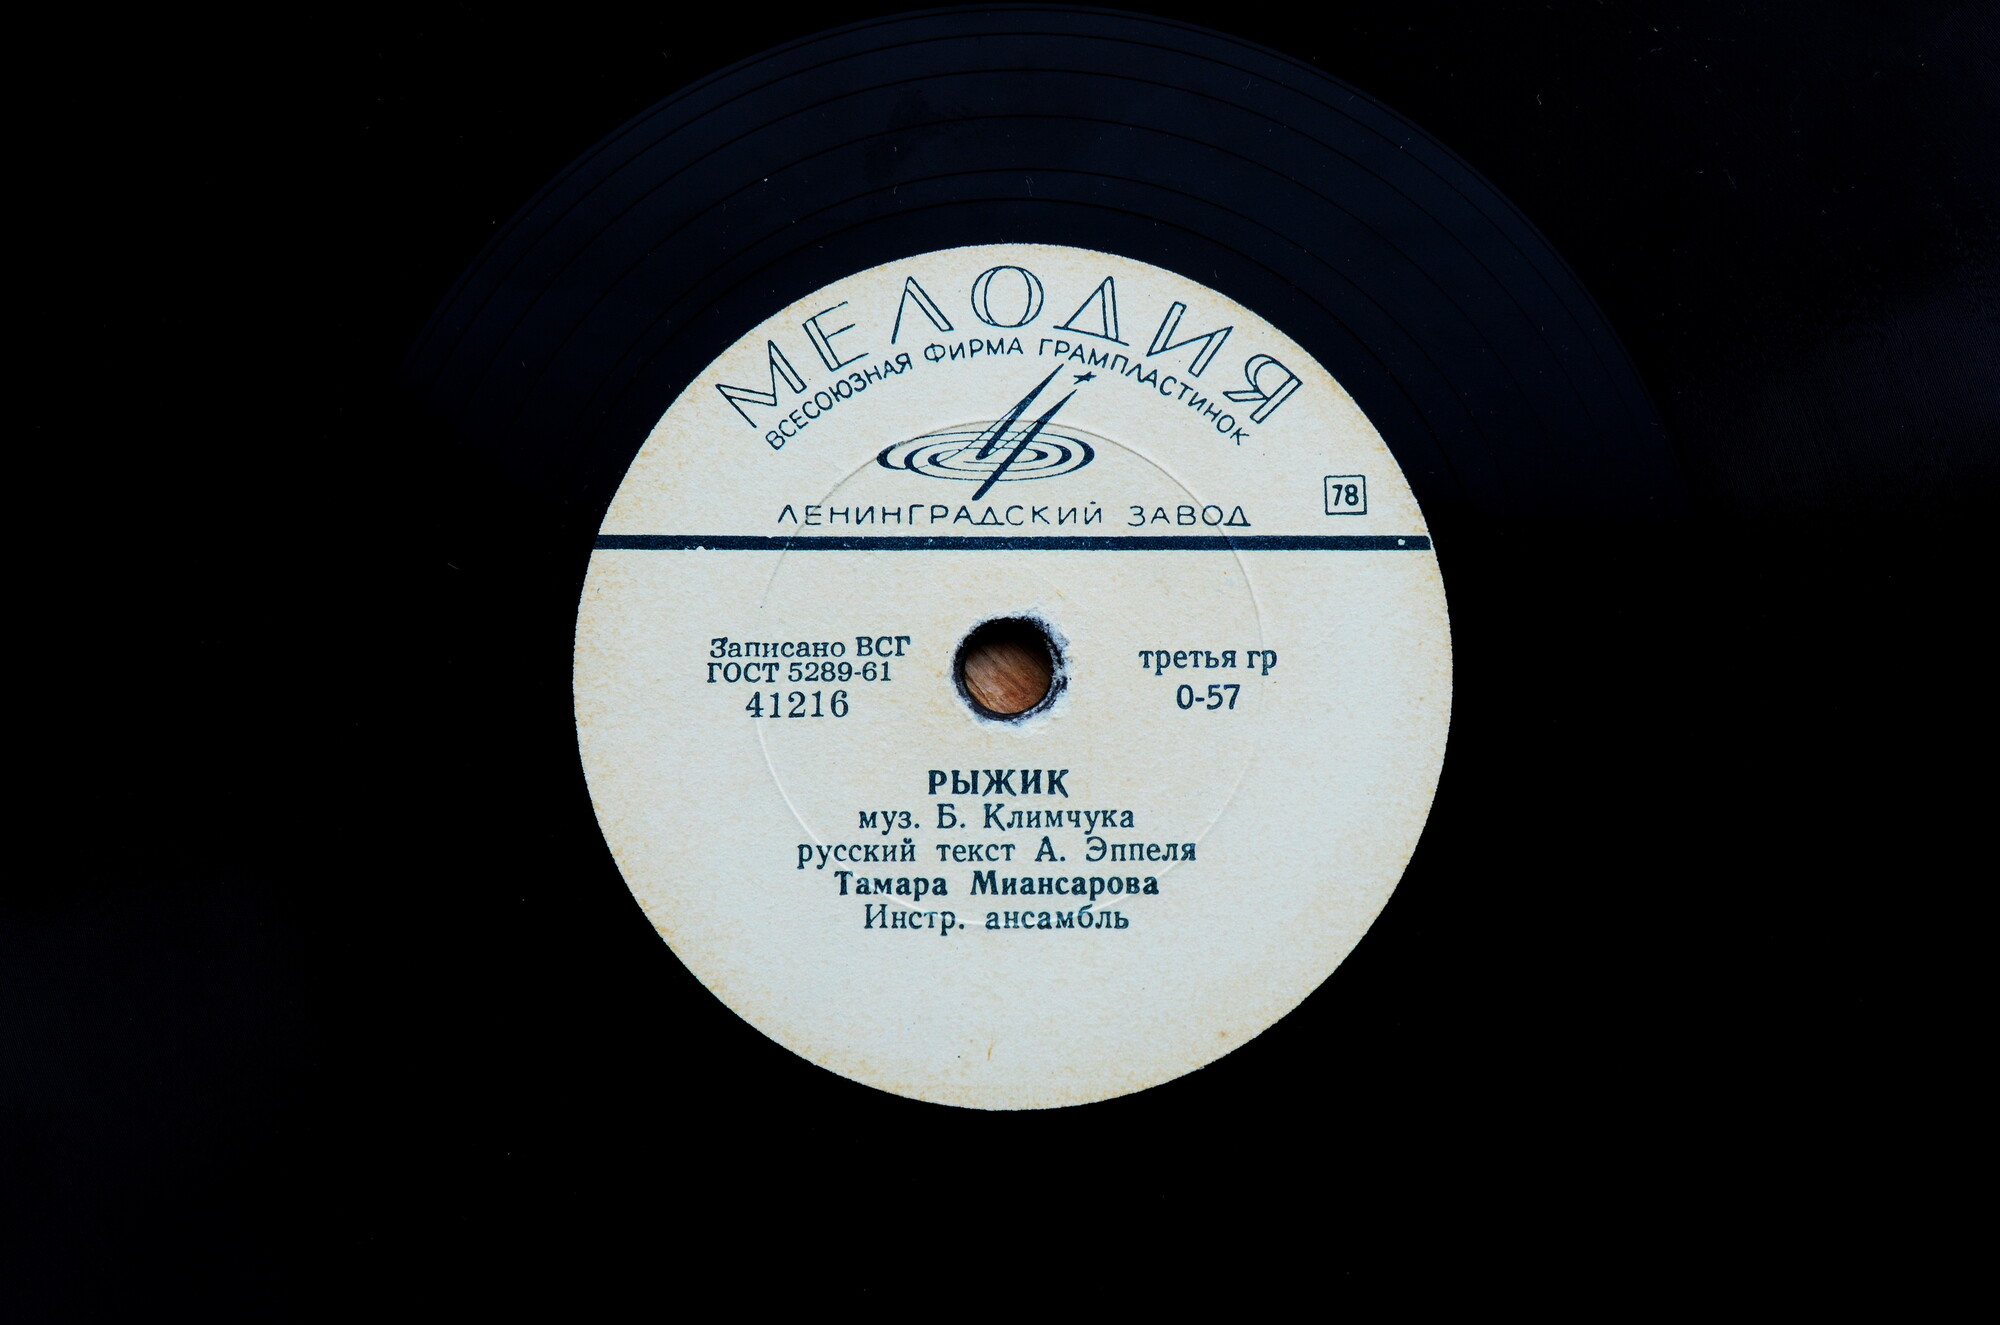 МЕЛОДИЯ
ВСЕСОЮЗНАЯ ФИРМА ГРАМПЛАСТИНОК
ЛЕНИНГРАДСКИЙ ЗАВОД
78
Записано ВСГ
ГОСТ 5289-61
41216
третья гр
0-57
РЫЖИК
муз. Б. Климчука
русский текст А. Эппеля
Тамара Миансарова
Инстр. ансамбль